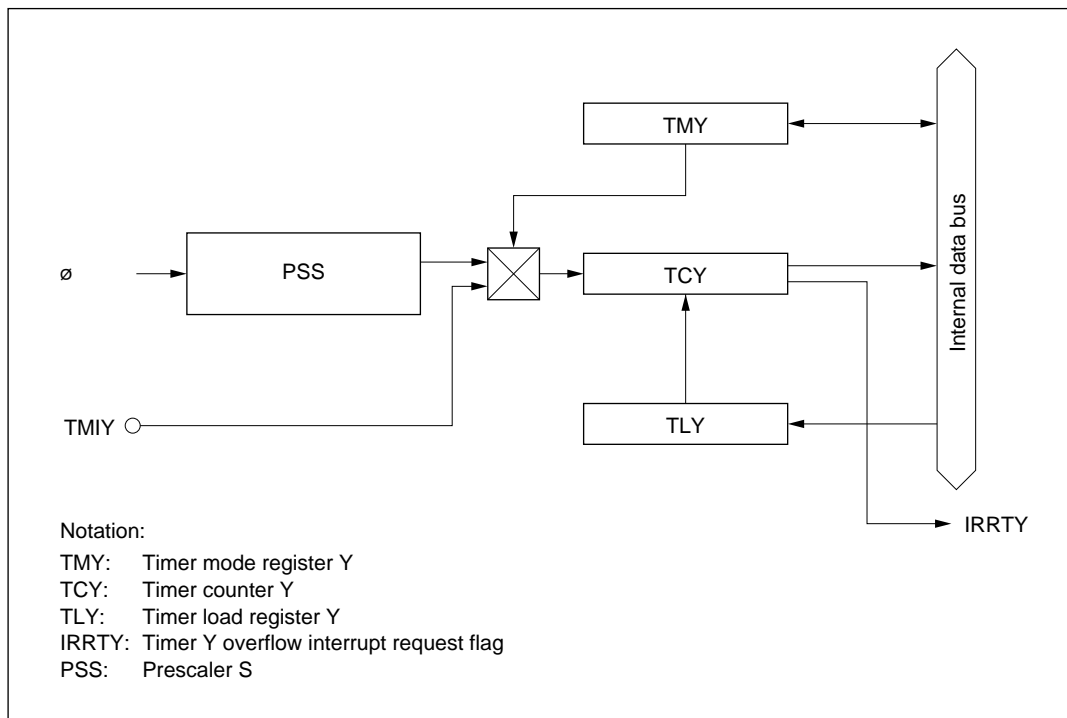 TMY
ø
PSS
TCY
Internal data bus
TMIY
TLY
IRRTY
Notation:
TMY: Timer mode register Y
TCY: Timer counter Y
TLY: Timer load register Y
IRRTY: Timer Y overflow interrupt request flag
PSS: Prescaler S